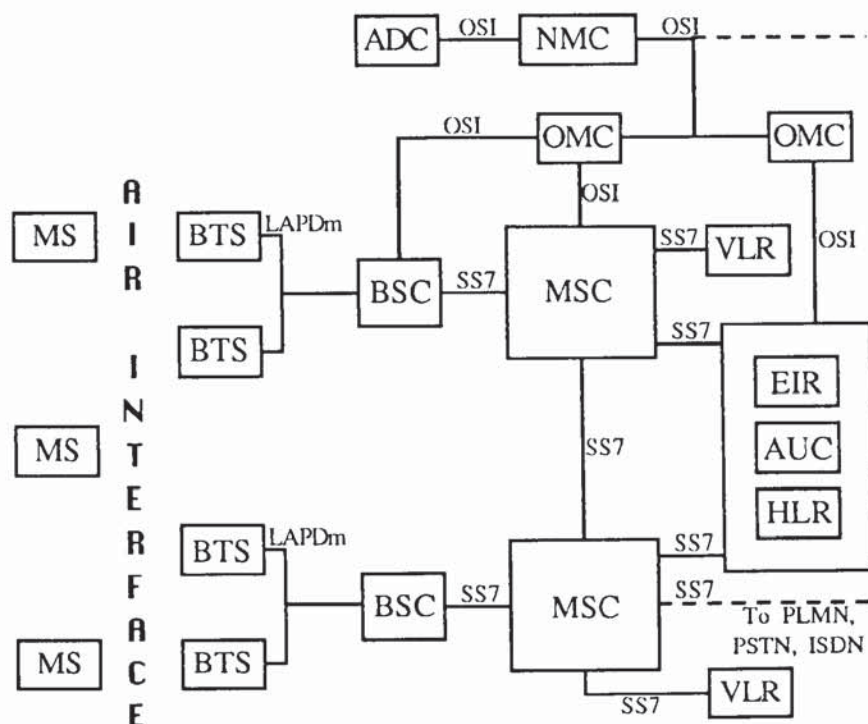 ADC OSI NMC OSI
OSI OMC OMC
AIR INTERFACE
OSI
LAPDm
MS BTS SS7 VLR OSI
BSC SS7 MSC
SS7
BTS
EIR
MS SS7 AUC
HLR
LAPDm
BTS SS7
BSC SS7 MSC SS7
To PLMN,
MS BTS PSTN, ISDN
SS7 VLR